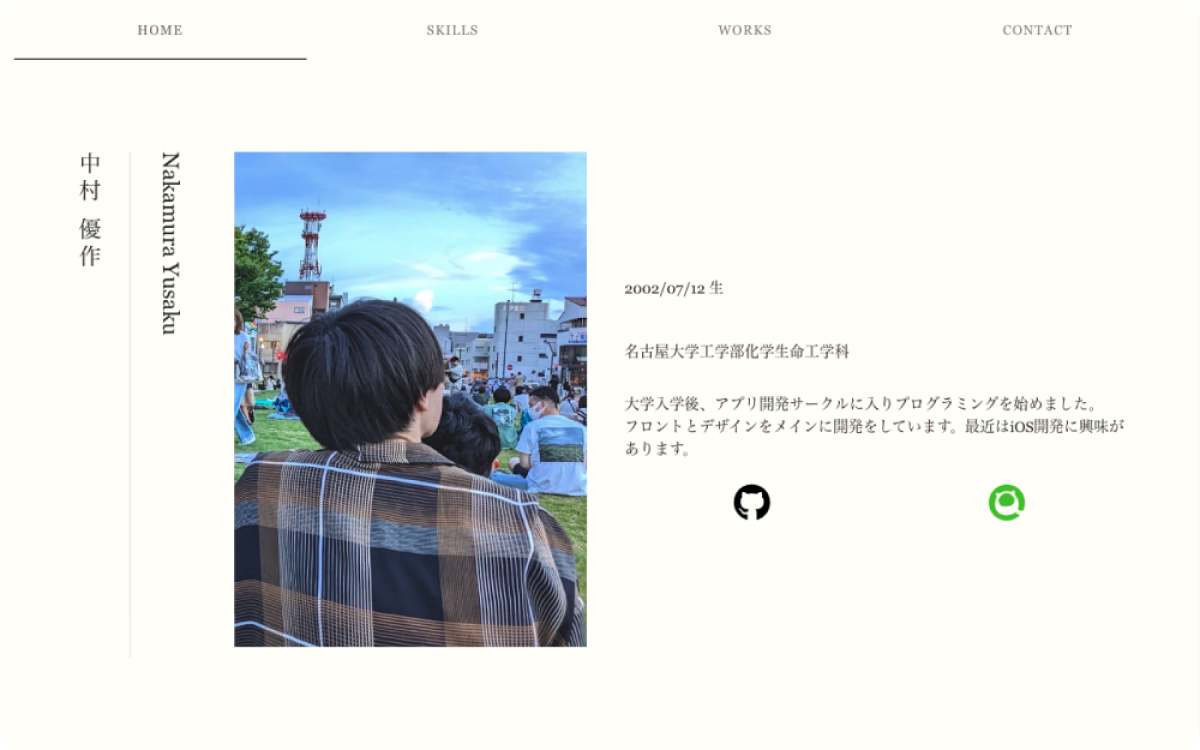 HOME
SKILLS
WORKS
CONTACT
中村 優作
Nakamura Yusaku
2002/07/12 生
名古屋大学工学部化学生命工学科
大学入学後、アプリ開発サークルに入りプログラミングを始めました。
フロントとデザインをメインに開発をしています。最近はiOS開発に興味が
あります。